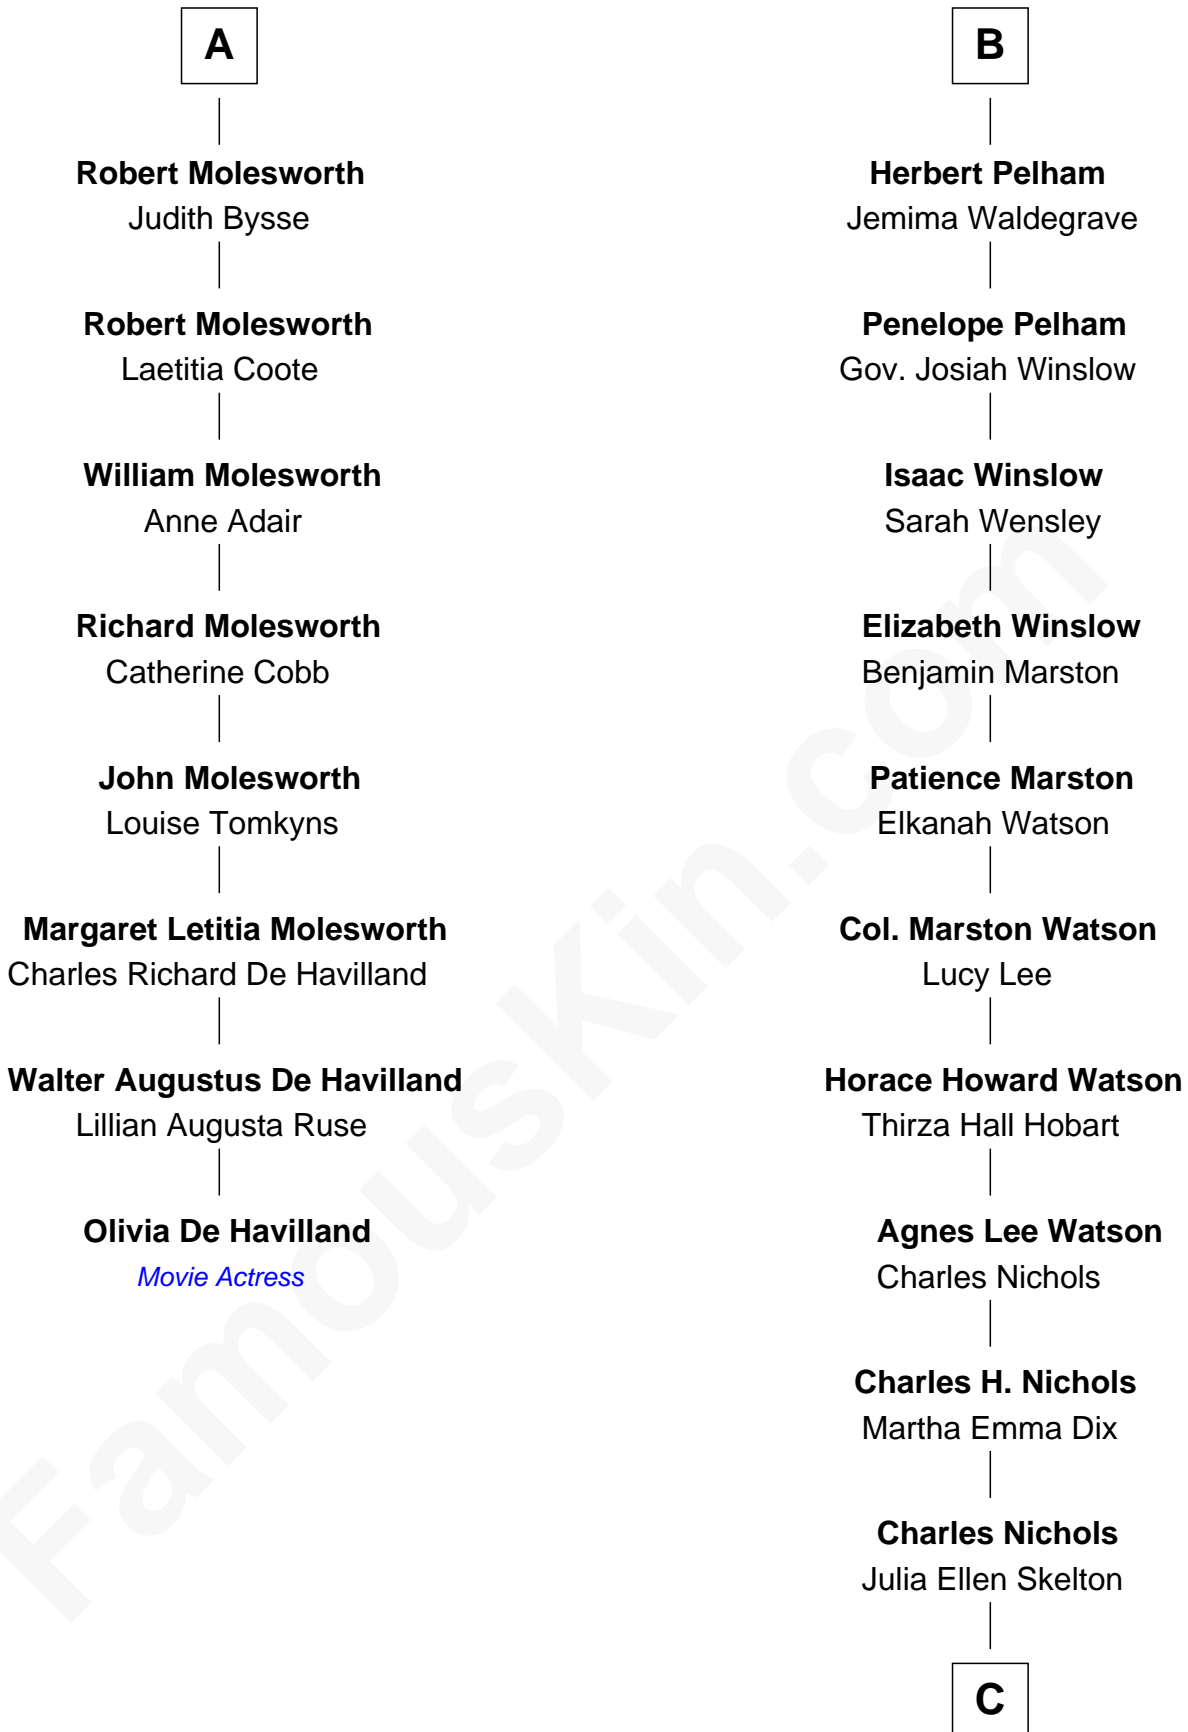 A
Robert Molesworth
Judith Bysse
Robert Molesworth
Laetitia Coote
William Molesworth
Anne Adair
Richard Molesworth
Catherine Cobb
John Molesworth
Louise Tomkyns
Margaret Letitia Molesworth
Charles Richard De Havilland
Walter Augustus De Havilland
Lillian Augusta Ruse
Olivia De Havilland
Movie Actress
B
Herbert Pelham
Jemima Waldegrave
Penelope Pelham
Gov. Josiah Winslow
Isaac Winslow
Sarah Wensley
Elizabeth Winslow
Benjamin Marston
Patience Marston
Elkanah Watson
Col. Marston Watson
Lucy Lee
Horace Howard Watson
Thirza Hall Hobart
Agnes Lee Watson
Charles Nichols
Charles H. Nichols
Martha Emma Dix
Charles Nichols
Julia Ellen Skelton
C
FamousKin.com